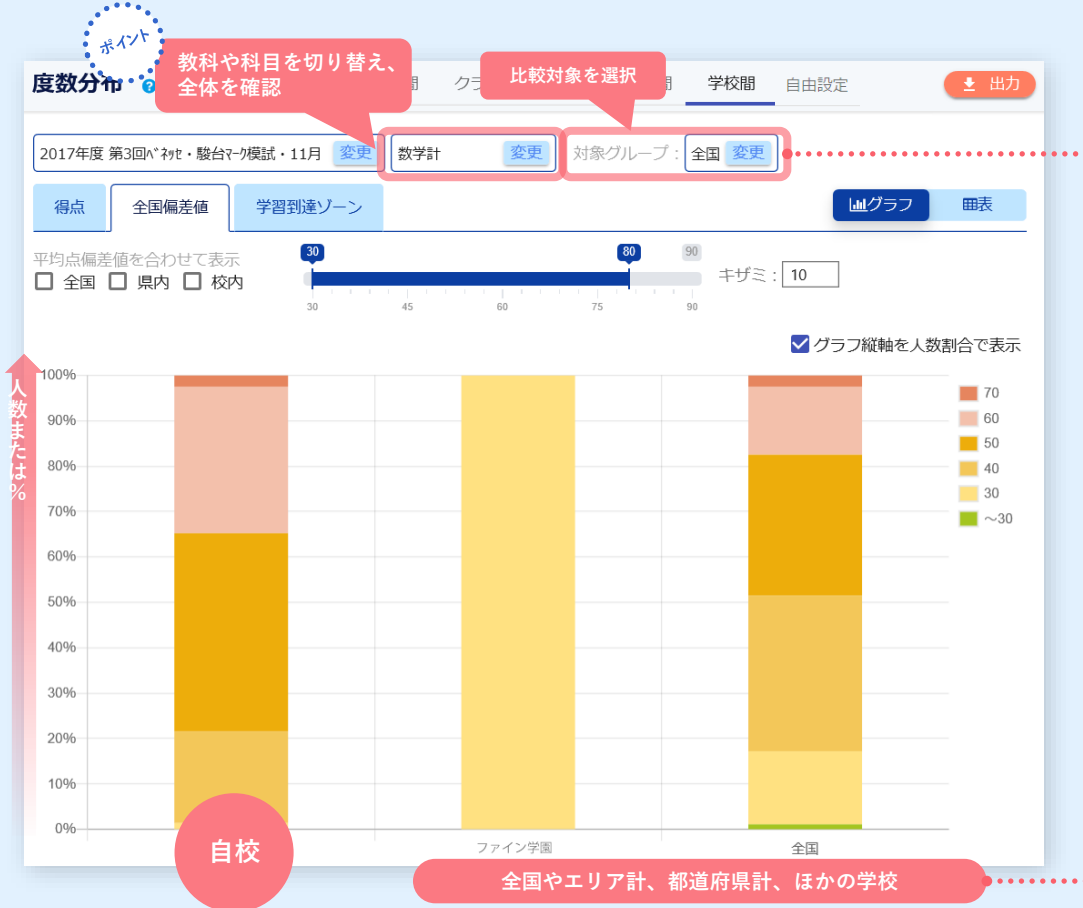 ポイント
教科や科目を切り替え、
全体を確認
比較対象を選択
度数分布
?
クラ
間
学校間
自由設定
出力
2017年度 第3回ﾍﾞﾈｯｾ・駿台ﾏｰｸ模試・11月
変更
数学計
変更
対象グループ：
全国
変更
得点
全国偏差値
学習到達ゾーン
グラフ
表
平均点偏差値を合わせて表示
全国
県内
校内
30
80
90
30
45
60
75
90
キザミ：
10
グラフ縦軸を人数割合で表示
人数または%
100%
90%
80%
70%
60%
50%
40%
30%
20%
10%
0%
70
60
50
40
30
～30
自校
ファイン学園
全国
全国やエリア計、都道府県計、ほかの学校